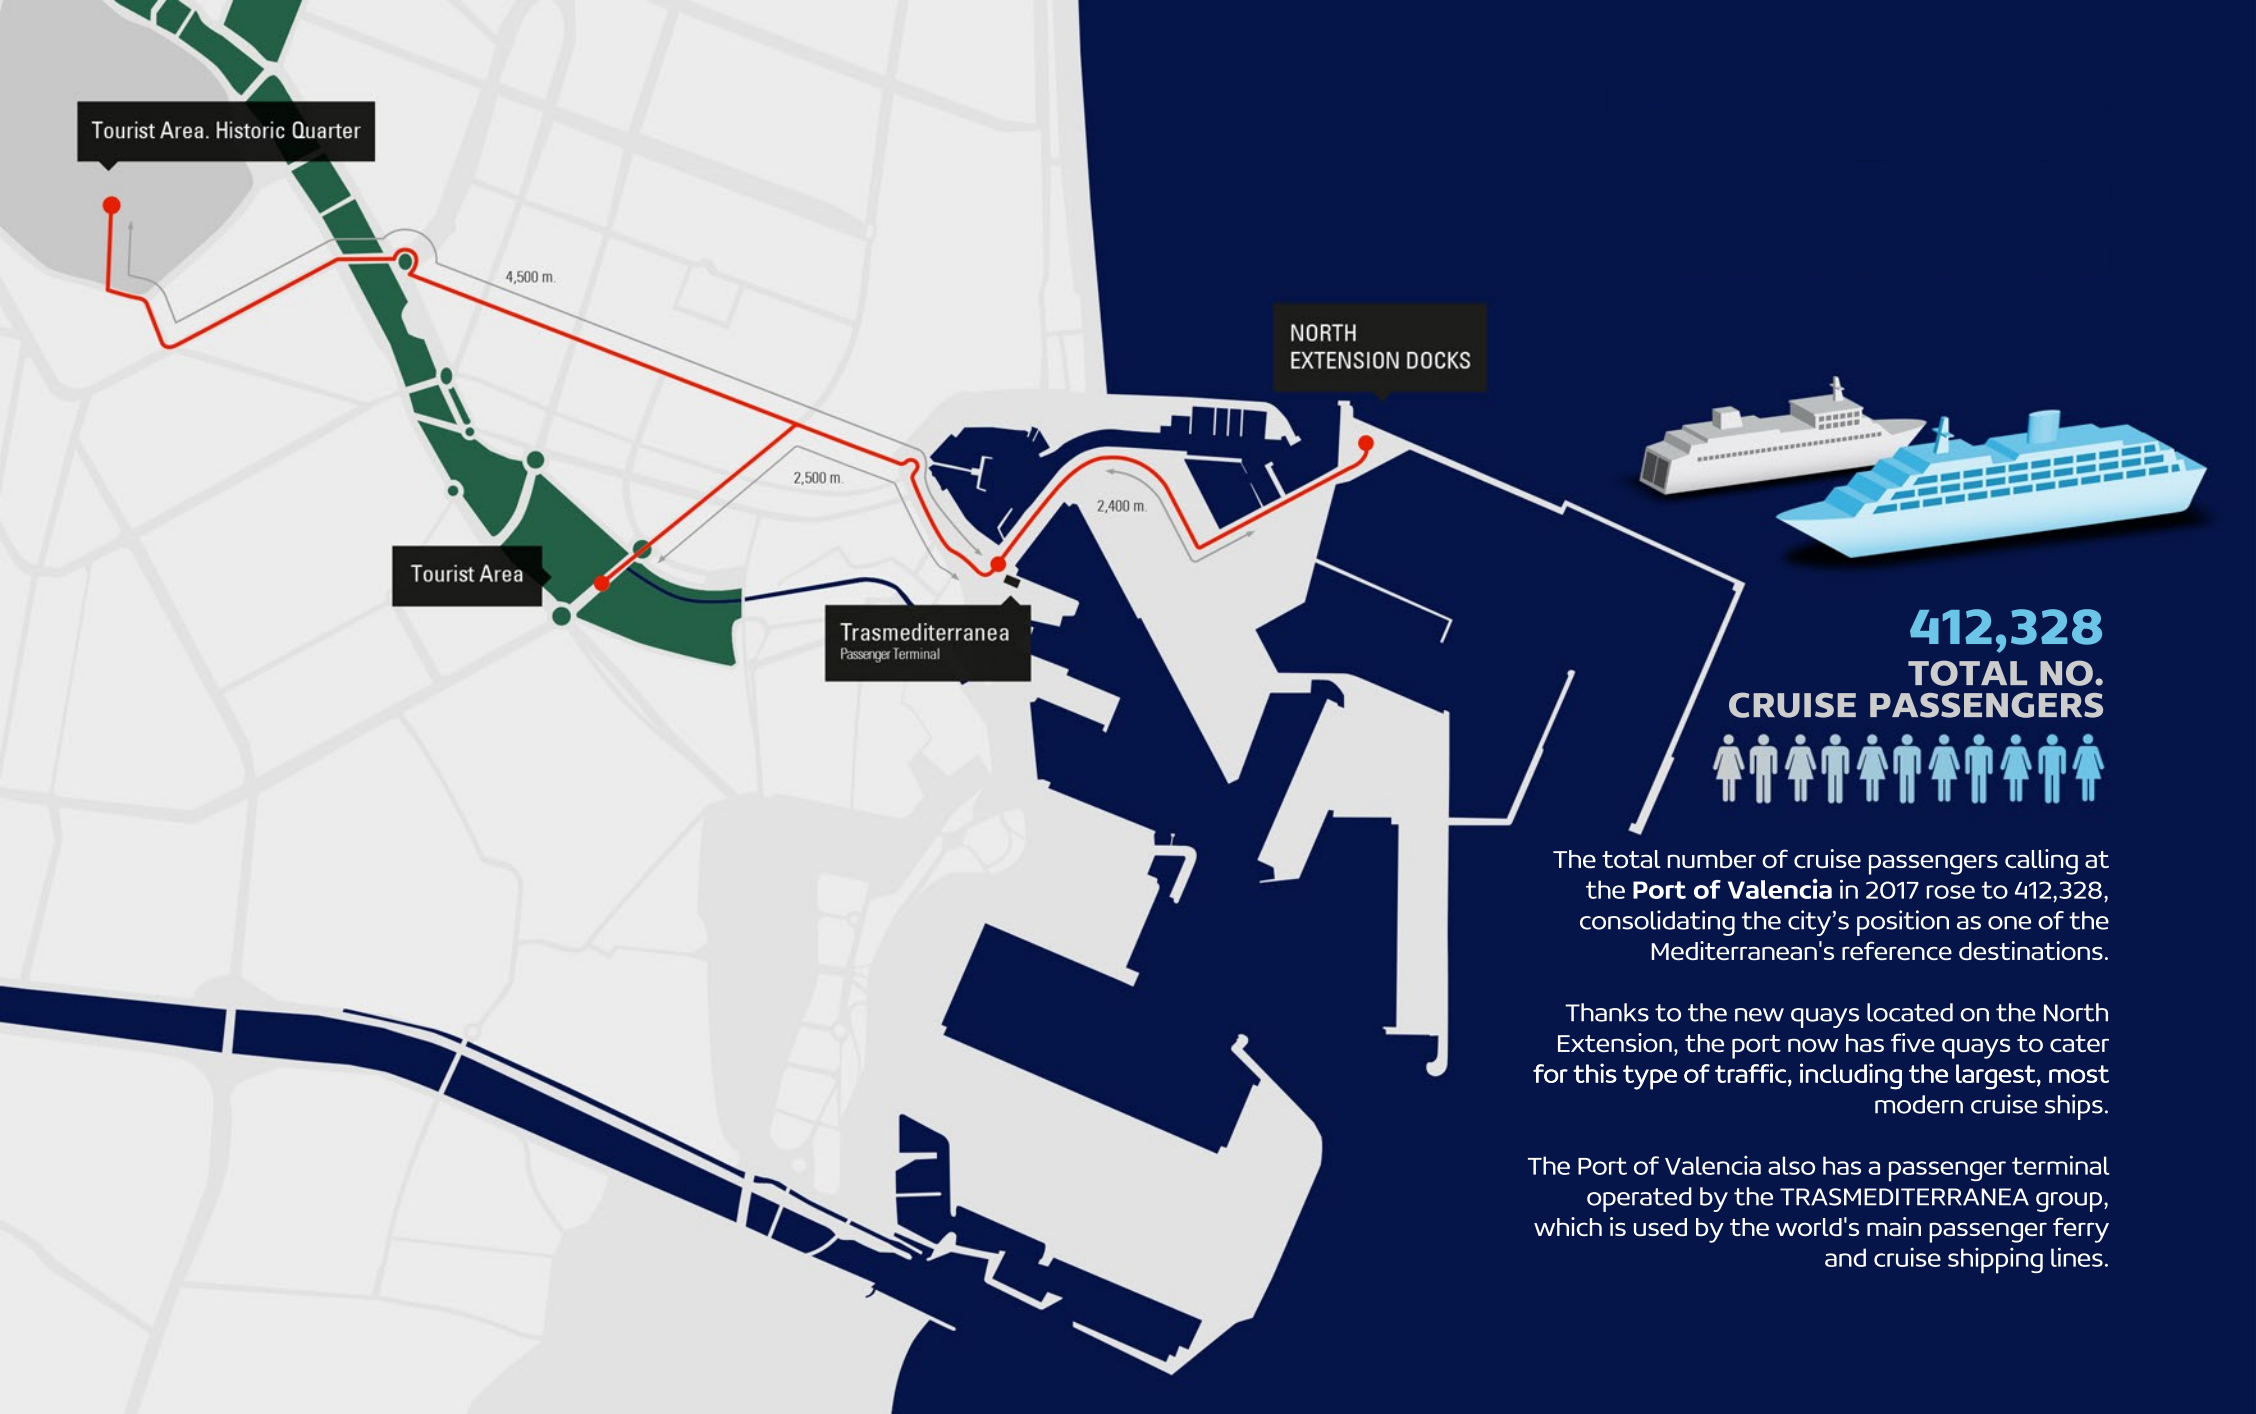 Tourist Area. Historic Quarter
4,500 m.
NORTH
EXTENSION DOCKS
2,500 m.
2,400 m.
Tourist Area
Trasmediterranea
Passenger Terminal
412,328
TOTAL NO.
CRUISE PASSENGERS
The total number of cruise passengers calling at
the Port of Valencia in 2017 rose to 412,328,
consolidating the city’s position as one of the
Mediterranean's reference destinations.
Thanks to the new quays located on the North
Extension, the port now has five quays to cater
for this type of traffic, including the largest, most
modern cruise ships.
The Port of Valencia also has a passenger terminal
operated by the TRASMEDITERRANEA group,
which is used by the world's main passenger ferry
and cruise shipping lines.